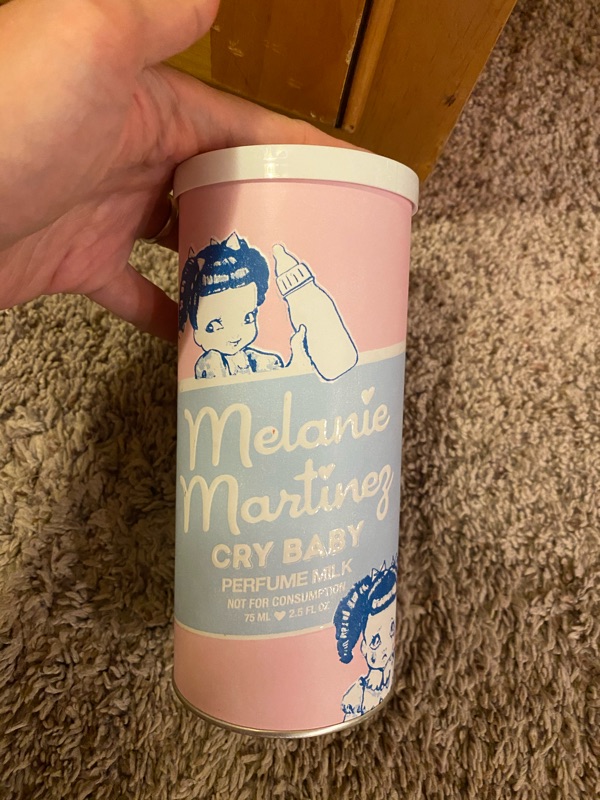 Melanie
Martinez
CRY BABY
PERFUME MILK
NOT FOR CONSUMPTION
75 ML ♥ 2.5 FL OZ